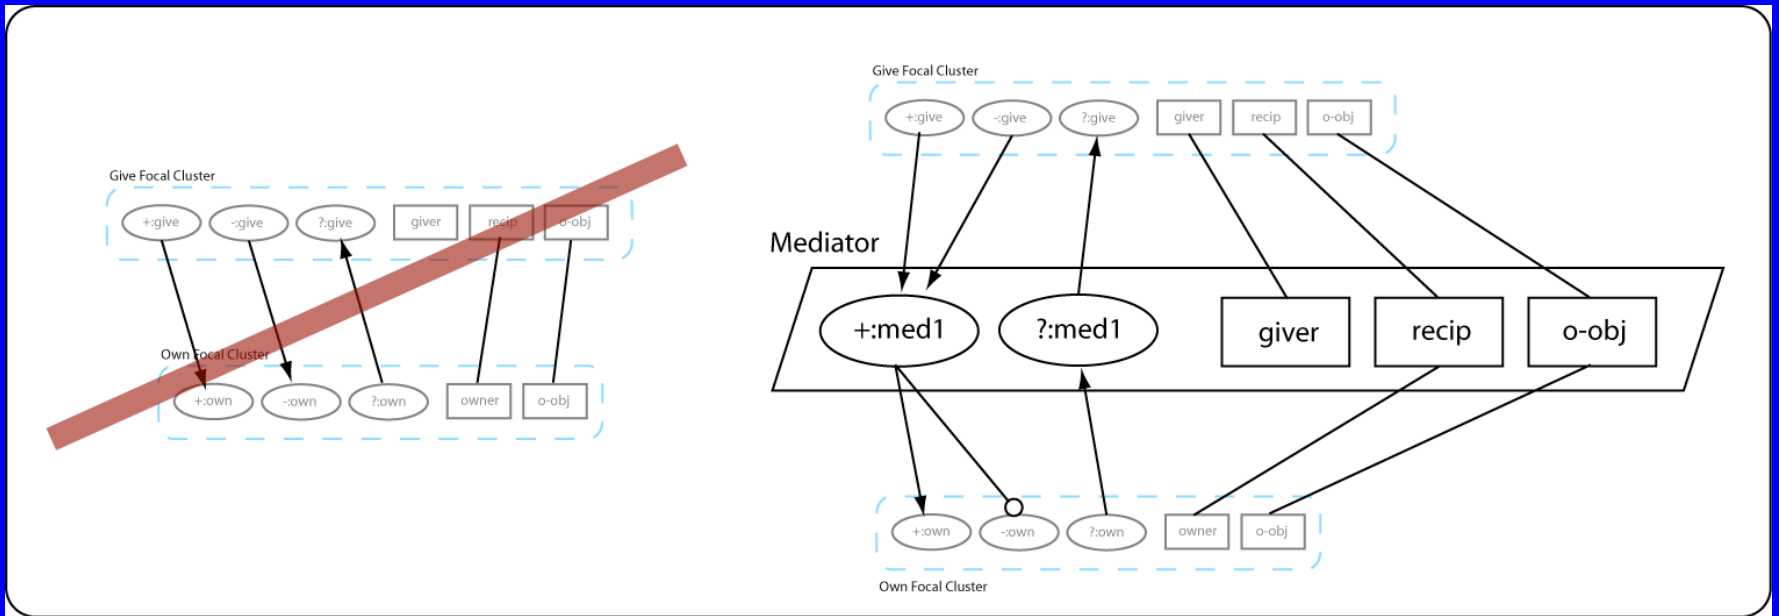 Give Focal Cluster
+:give -:give ?:give giver recip o-obj
Own Focal Cluster
+:own -:own ?:own owner o-obj
Give Focal Cluster
+:give -:give ?:give giver recip o-obj
Mediator
+:med1 ?:med1 giver recip o-obj
+:own -:own ?:own owner o-obj
Own Focal Cluster